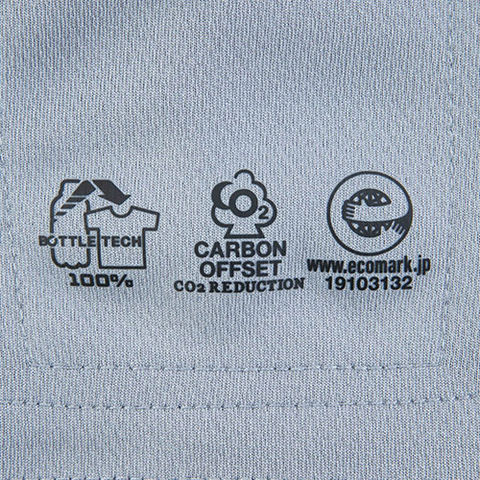 BOTTLE TECH
100%
CO2
CARBON
OFFSET
CO2 REDUCTION
e
www.ecomark.jp
19103132